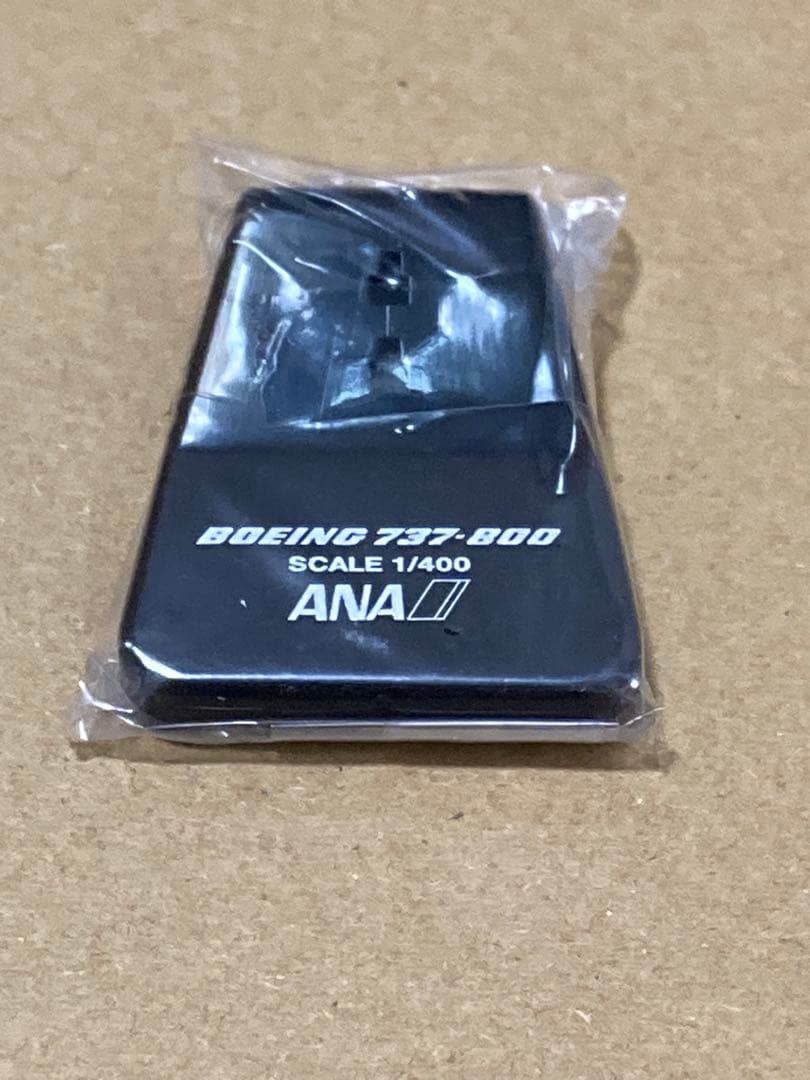 BOEING 737-800
SCALE 1/400
ANA